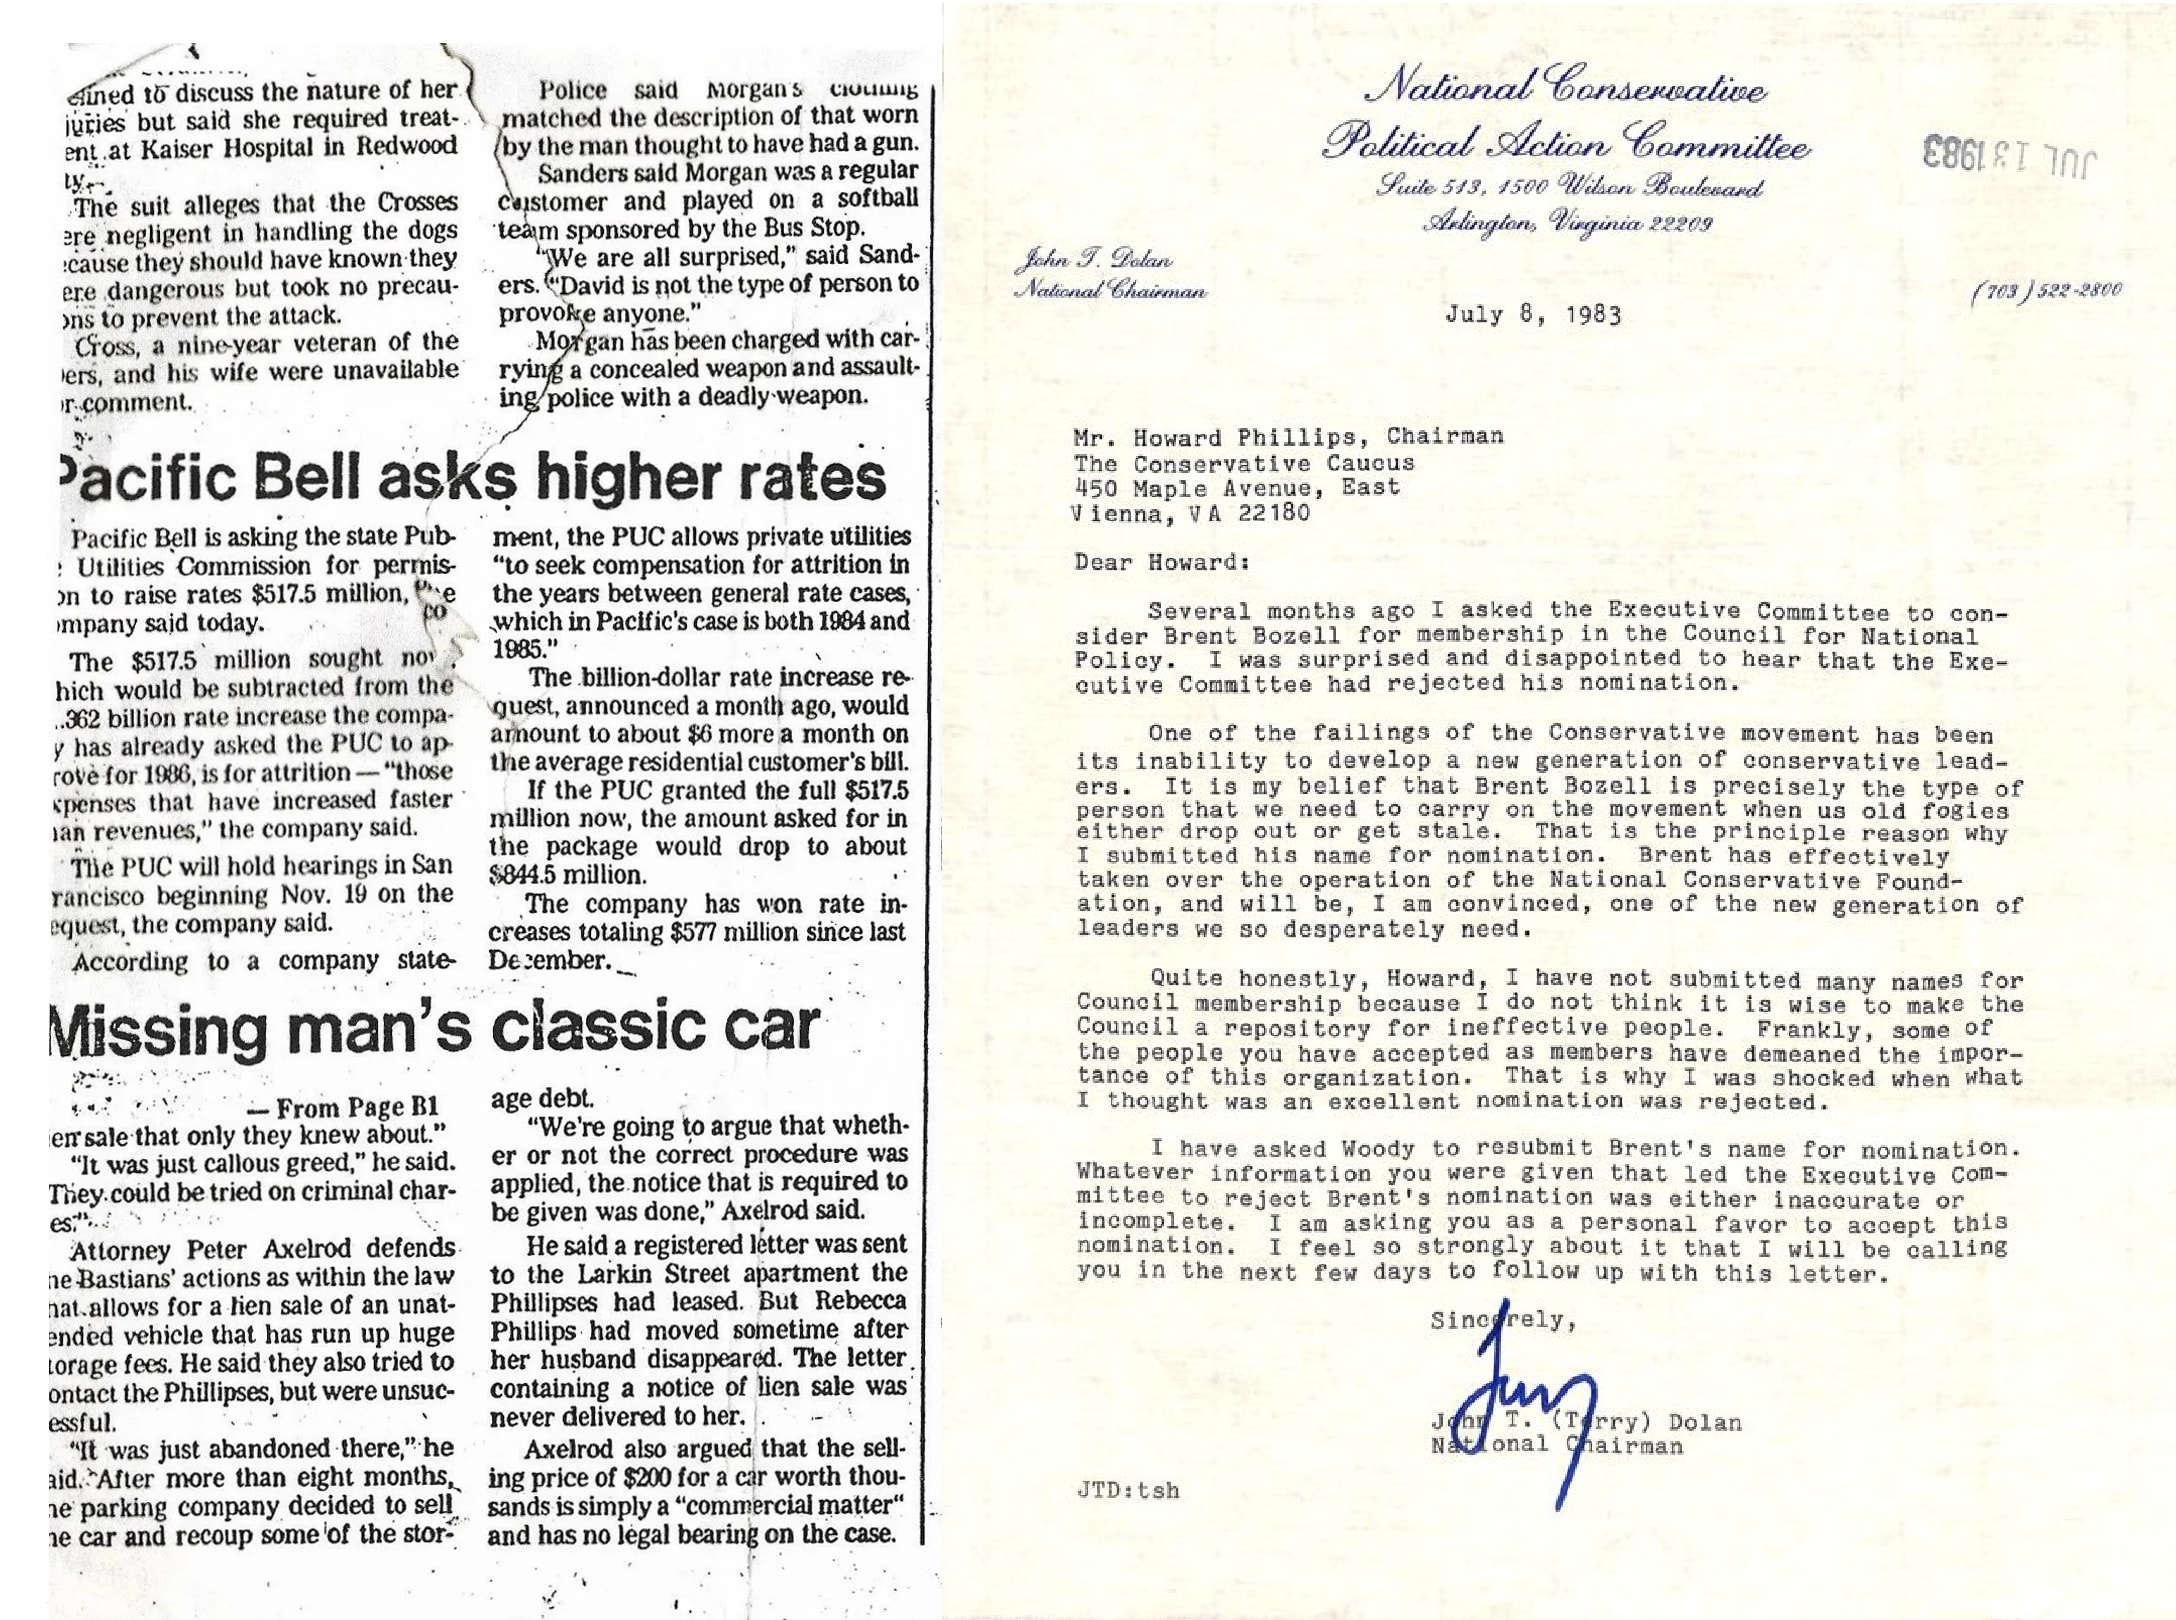 ined to discuss the nature of her
juries but said she required treat-
ent at Kaiser Hospital in Redwood
ty.
The suit alleges that the Crosses
ere negligent in handling the dogs
cause they should have known they
ere dangerous but took no precau-
ons to prevent the attack.
Cross, a nine-year veteran of the
ers, and his wife were unavailable
or comment.
Police said Morgan's clothing
matched the description of that worn
by the man thought to have had a gun.
Sanders said Morgan was a regular
customer and played on a softball
team sponsored by the Bus Stop.
"We are all surprised," said Sand-
ers. "David is not the type of person to
provoke anyone."
Morgan has been charged with car-
rying a concealed weapon and assault-
ing police with a deadly weapon.
Pacific Bell asks higher rates
Pacific Bell is asking the state Pub-
Utilities Commission for permis-
on to raise rates $517.5 million, the
co
ompany said today.
The $517.5 million sought now
hich would be subtracted from the
.362 billion rate increase the compa-
y has already asked the PUC to ap-
rove for 1986, is for attrition — "those
xpenses that have increased faster
han revenues," the company said.
The PUC will hold hearings in San
rancisco beginning Nov. 19 on the
equest, the company said.
According to a company state-
ment, the PUC allows private utilities
"to seek compensation for attrition in
the years between general rate cases,
which in Pacific's case is both 1984 and
1985."
The billion-dollar rate increase re-
quest, announced a month ago, would
amount to about $6 more a month on
the average residential customer's bill.
If the PUC granted the full $517.5
million now, the amount asked for in
the package would drop to about
$844.5 million.
The company has won rate in-
creases totaling $577 million since last
December.
Missing man's classic car
— From Page B1
en sale that only they knew about."
"It was just callous greed," he said.
They could be tried on criminal char-
es."
Attorney Peter Axelrod defends
he Bastians' actions as within the law
hat allows for a lien sale of an unat-
ended vehicle that has run up huge
torage fees. He said they also tried to
ontact the Phillipses, but were unsuc-
essful.
"It was just abandoned there," he
aid. "After more than eight months,
he parking company decided to sell
he car and recoup some of the stor-
age debt.
"We're going to argue that wheth-
er or not the correct procedure was
applied, the notice that is required to
be given was done," Axelrod said.
He said a registered letter was sent
to the Larkin Street apartment the
Phillipses had leased. But Rebecca
Phillips had moved sometime after
her husband disappeared. The letter
containing a notice of lien sale was
never delivered to her.
Axelrod also argued that the sell-
ing price of $200 for a car worth thou-
sands is simply a "commercial matter"
and has no legal bearing on the case.
National Conservative
Political Action Committee
Suite 513, 1500 Wilson Boulevard
Arlington, Virginia 22209
JUL 13 1983
John T. Dolan
National Chairman
(703) 522-2800
July 8, 1983
Mr. Howard Phillips, Chairman
The Conservative Caucus
450 Maple Avenue, East
Vienna, VA 22180
Dear Howard:
Several months ago I asked the Executive Committee to con-
sider Brent Bozell for membership in the Council for National
Policy. I was surprised and disappointed to hear that the Exe-
cutive Committee had rejected his nomination.
One of the failings of the Conservative movement has been
its inability to develop a new generation of conservative lead-
ers. It is my belief that Brent Bozell is precisely the type of
person that we need to carry on the movement when us old fogies
either drop out or get stale. That is the principle reason why
I submitted his name for nomination. Brent has effectively
taken over the operation of the National Conservative Found-
ation, and will be, I am convinced, one of the new generation of
leaders we so desperately need.
Quite honestly, Howard, I have not submitted many names for
Council membership because I do not think it is wise to make the
Council a repository for ineffective people. Frankly, some of
the people you have accepted as members have demeaned the impor-
tance of this organization. That is why I was shocked when what
I thought was an excellent nomination was rejected.
I have asked Woody to resubmit Brent's name for nomination.
Whatever information you were given that led the Executive Com-
mittee to reject Brent's nomination was either inaccurate or
incomplete. I am asking you as a personal favor to accept this
nomination. I feel so strongly about it that I will be calling
you in the next few days to follow up with this letter.
Sincerely,
Terry
John T. (Terry) Dolan
National Chairman
JTD:tsh